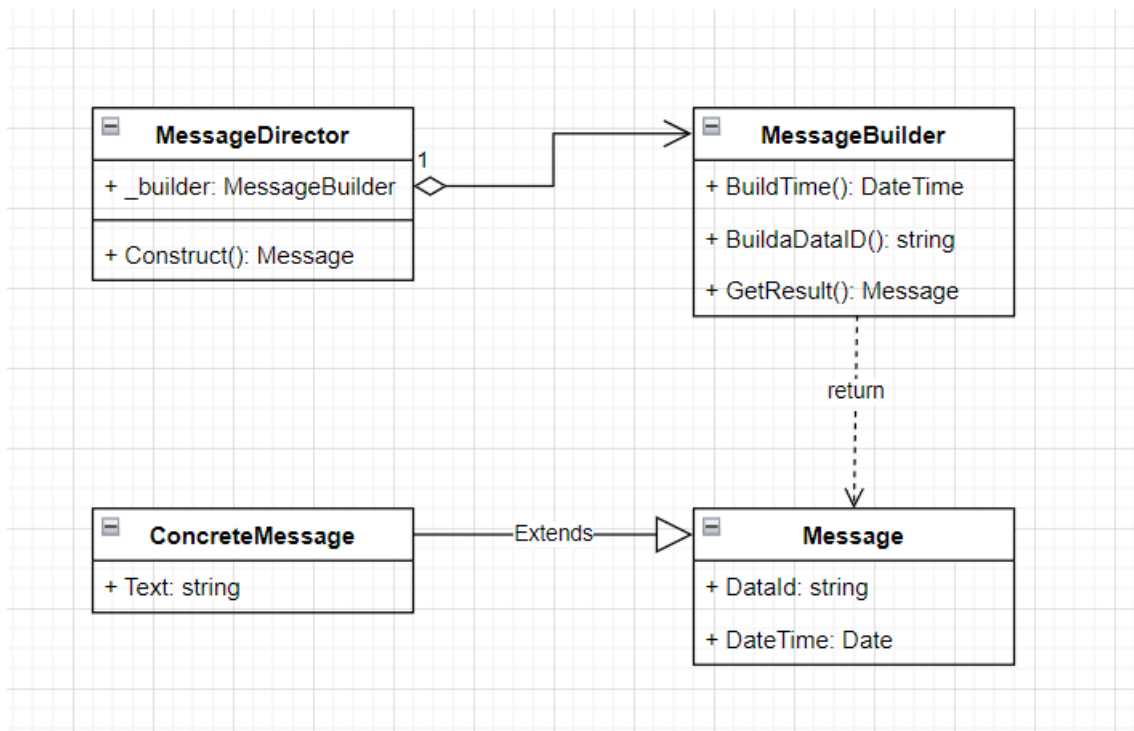 MessageDirector
+ _builder: MessageBuilder
+ Construct(): Message
1
MessageBuilder
+ BuildTime(): DateTime
+ BuildaDataID(): string
+ GetResult(): Message
return
ConcreteMessage
+ Text: string
Extends
Message
+ DataId: string
+ DateTime: Date